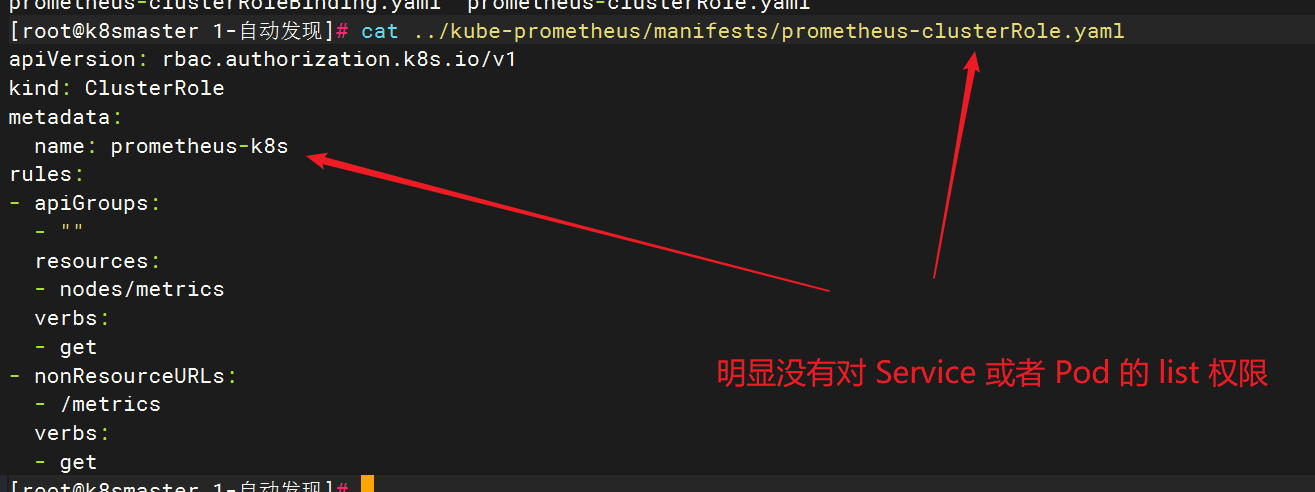 prometheus-clusterRoleBinding.yaml  prometheus-clusterRole.yaml
[root@k8smaster 1-自动发现]# cat ../kube-prometheus/manifests/prometheus-clusterRole.yaml
apiVersion: rbac.authorization.k8s.io/v1
kind: ClusterRole
metadata:
  name: prometheus-k8s
rules:
- apiGroups:
  - ""
  resources:
  - nodes/metrics
  verbs:
  - get
- nonResourceURLs:
  - /metrics
  verbs:
  - get
明显没有对 Service 或者 Pod 的 list 权限
[root@k8smaster 1-自动发现]#